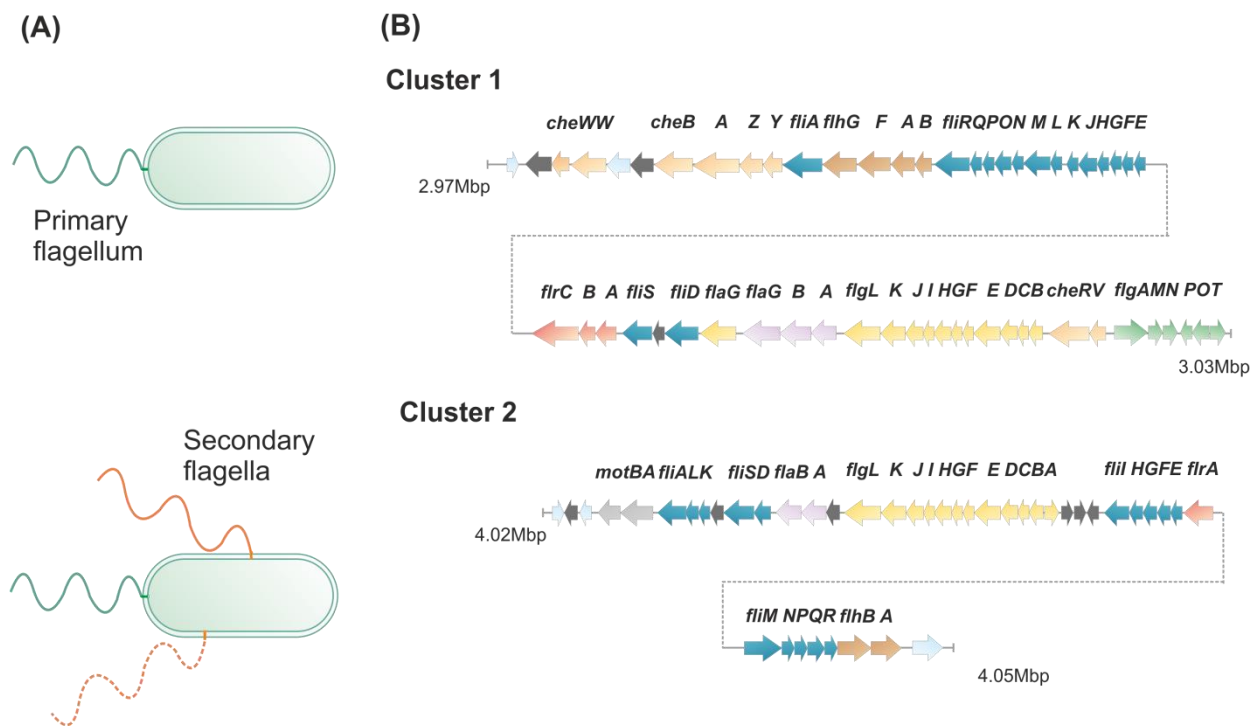 (A)
(B)
Primary
flagellum
Secondary
flagella
Cluster 1
cheWW cheB A Z Y fliA flhG F A B fliRQPON M L K JHGFE
2.97Mbp
flrC B A fliS fliD flaG flaG B A flgL K J I HGF E DCB cheRV flgAMN POT
3.03Mbp
Cluster 2
motBA fliALK fliSD flaB A flgL K J I HGF E DCBA fliI HGFE flrA
4.02Mbp
fliM NPQR flhB A
4.05Mbp